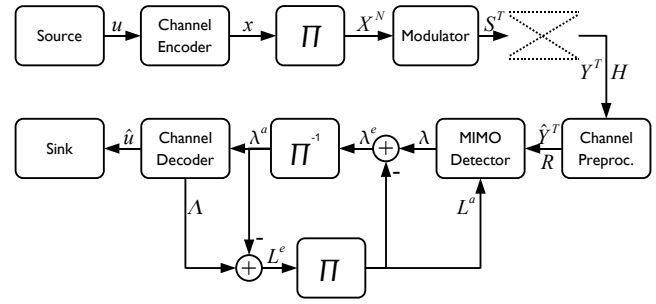 Source
u
Channel
Encoder
x
Π
X^N
Modulator
S^T
Y^T
H
Sink
û
Channel
Decoder
λ^a
Π^-1
λ^e
+
-
λ
MIMO
Detector
Ŷ^T
R
Channel
Preproc.
Λ
-
+
L^e
Π
L^a